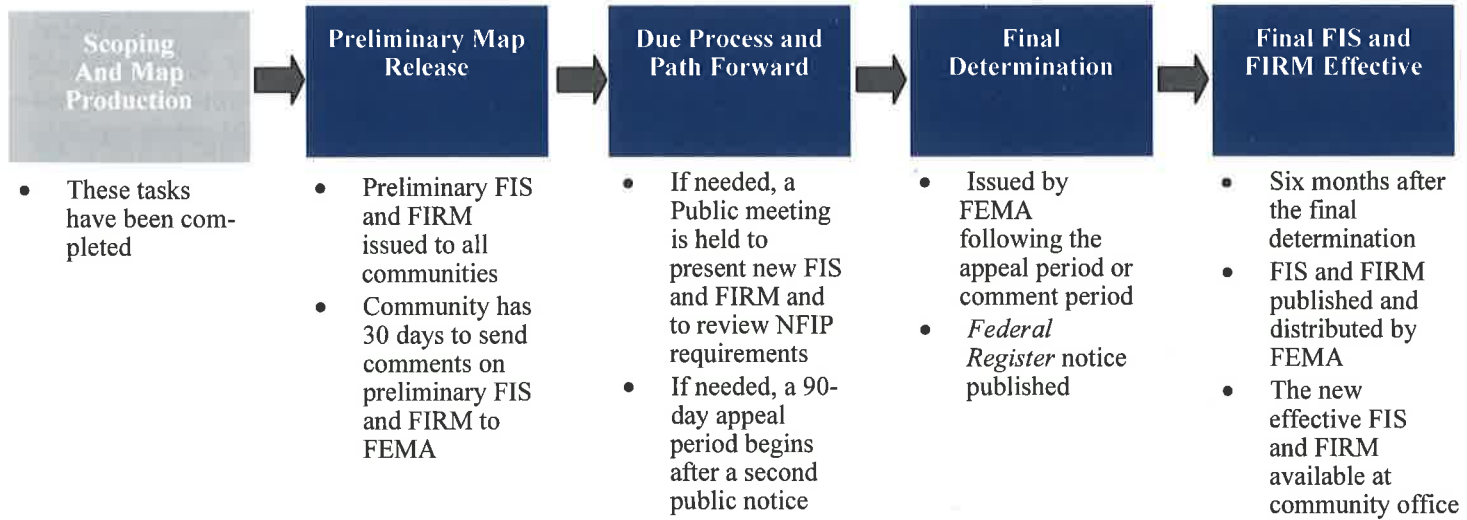 Scoping
And Map
Production
Preliminary Map
Release
Due Process and
Path Forward
Final
Determination
Final FIS and
FIRM Effective
• These tasks
have been com-
pleted
• Preliminary FIS
and FIRM
issued to all
communities
• Community has
30 days to send
comments on
preliminary FIS
and FIRM to
FEMA
• If needed, a
Public meeting
is held to
present new FIS
and FIRM and
to review NFIP
requirements
• If needed, a 90-
day appeal
period begins
after a second
public notice
• Issued by
FEMA
following the
appeal period or
comment period
• Federal
Register notice
published
• Six months after
the final
determination
• FIS and FIRM
published and
distributed by
FEMA
• The new
effective FIS
and FIRM
available at
community office